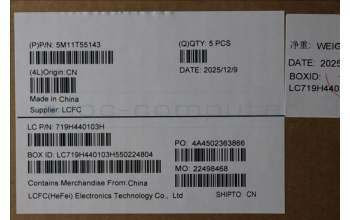 (P)P/N: 5M11T55143
(Q)QTY: 5 PCS
(4L)Origin:CN
DATE: 2025/12/9
Made in China
Supplier: LCFC
净重: WEIG
DATE: 2025
BOXID:
LC719H440
LC P/N: 719H440103H
PO: 4A4502363866
BOX ID: LC719H440103H550224804
MO: 22498468
Contains Merchandise From:China
LCFC(HeFei) Electronics Technology Co., Ltd
SHIPTO: CN